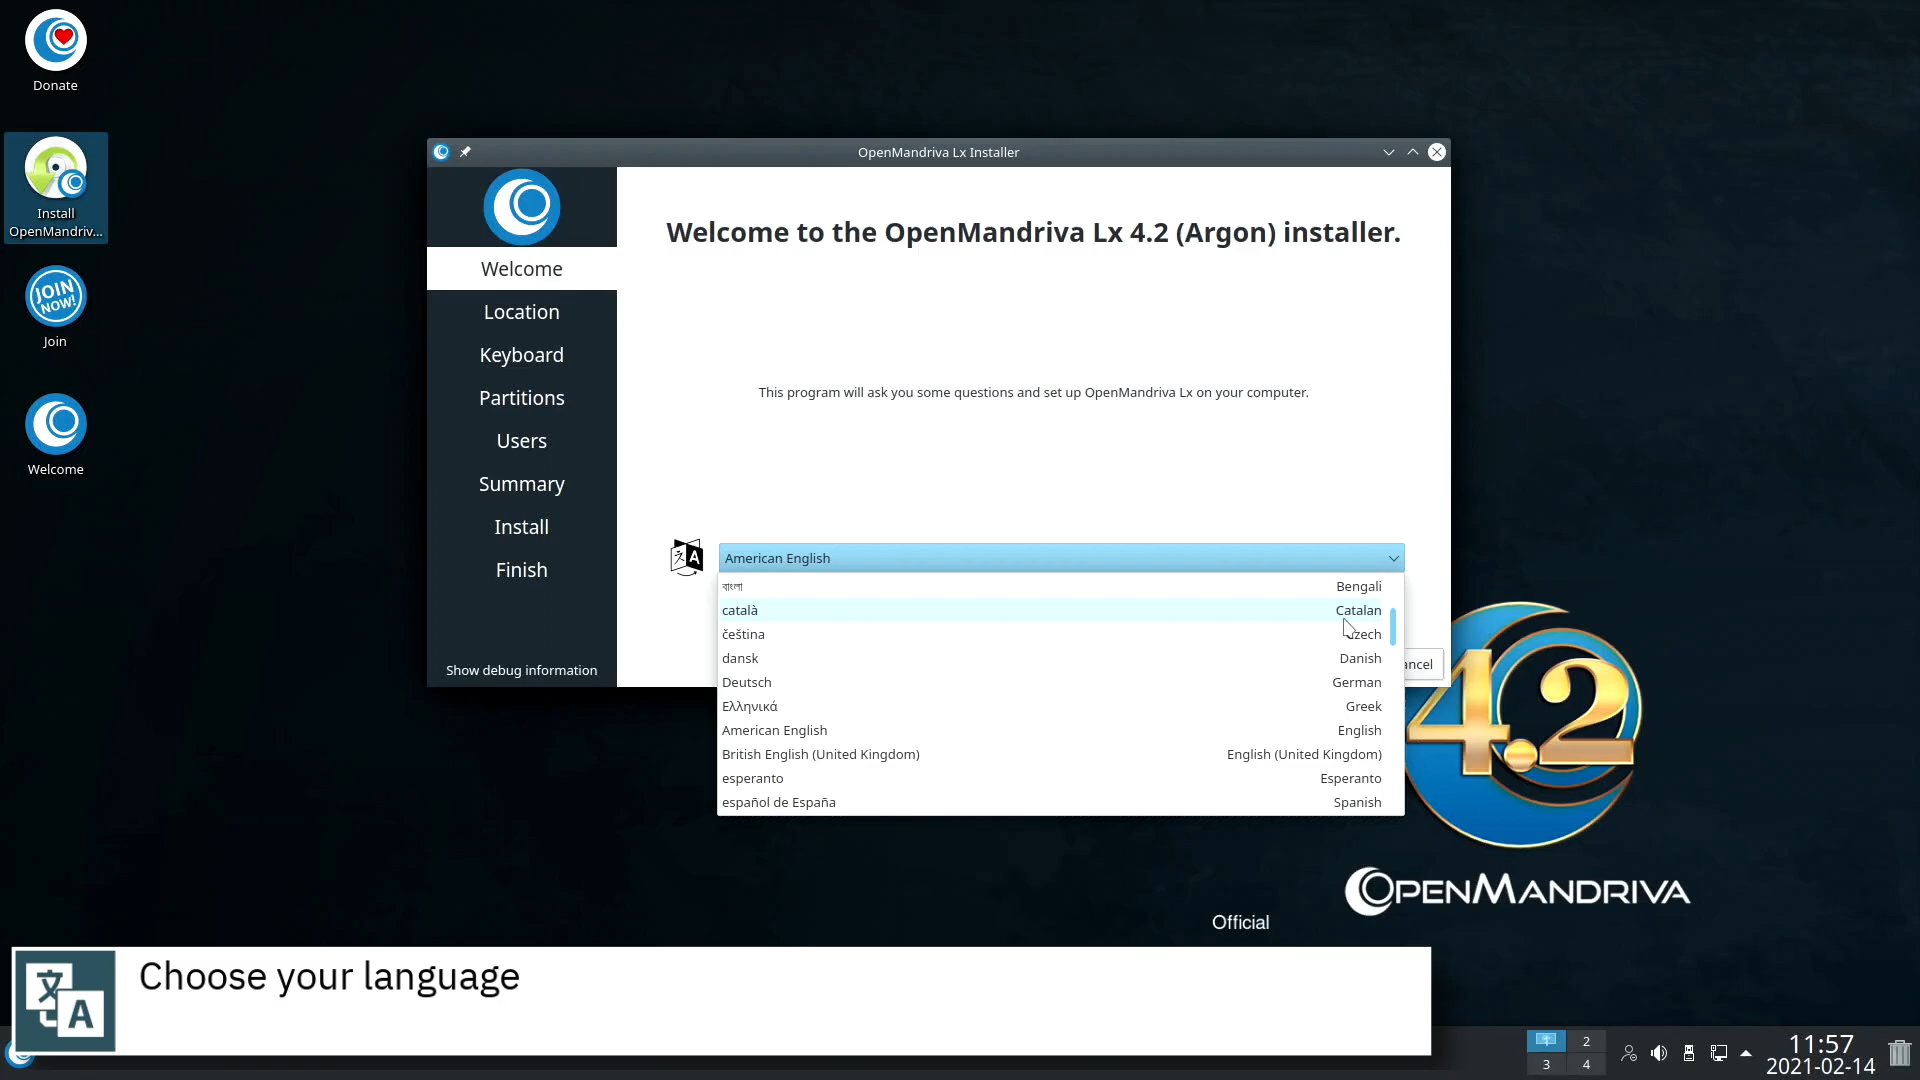 Donate
Install
OpenMandriv...
JOIN
NOW!
Join
Welcome
OpenMandriva Lx Installer
Welcome
Location
Keyboard
Partitions
Users
Summary
Install
Finish
Show debug information
Welcome to the OpenMandriva Lx 4.2 (Argon) installer.
This program will ask you some questions and set up OpenMandriva Lx on your computer.
American English
বাংলা Bengali
català Catalan
čeština Czech
dansk Danish
Deutsch German
Ελληνικά Greek
American English English
British English (United Kingdom) English (United Kingdom)
esperanto Esperanto
español de España Spanish
ancel
4.2
OPENMANDRIVA
Official
文 A
Choose your language
2
3 4
11:57
2021-02-14